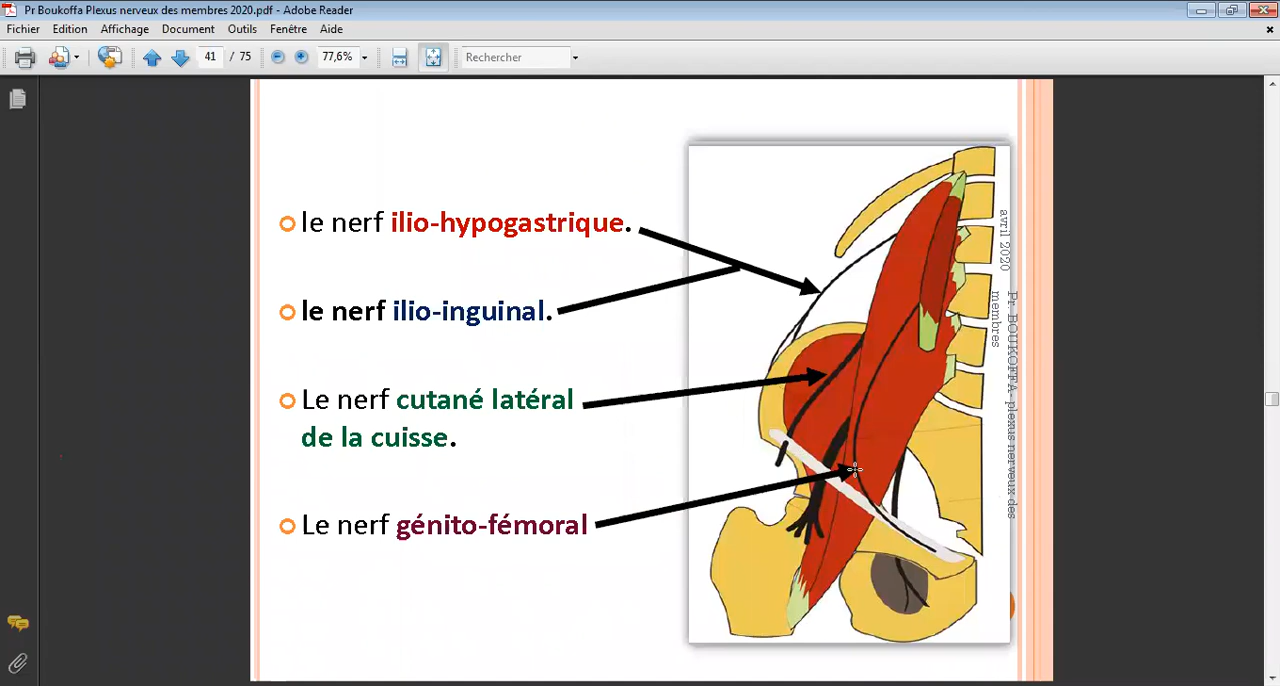 Pr Boukoffa Plexus nerveux des membres 2020.pdf - Adobe Reader
Fichier Edition Affichage Document Outils Fenêtre Aide
41 / 75 77,6% Rechercher
le nerf ilio-hypogastrique.
le nerf ilio-inguinal.
Le nerf cutané latéral
de la cuisse.
Le nerf génito-fémoral
avril 2020
Pr. BOUKOFFA- plexus nerveux des
membres